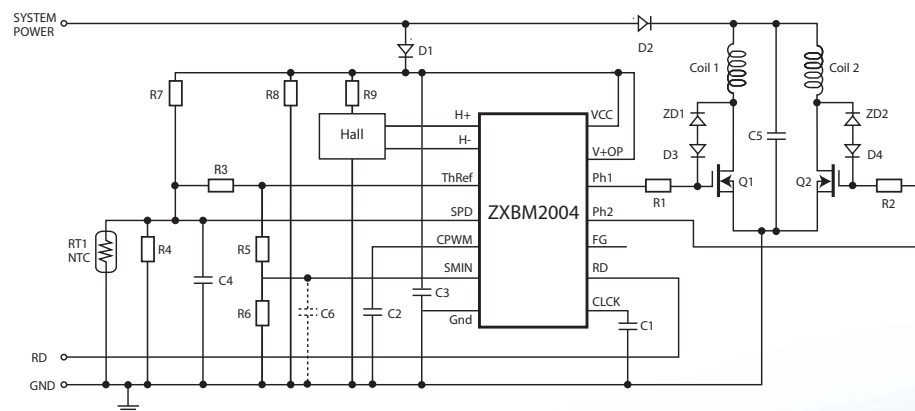 SYSTEM
POWER
D1
D2
Coil 1
Coil 2
R7
R8
R9
H+
VCC
ZD1
ZD2
Hall
C5
H-
V+OP
D3
D4
R3
ThRef
Ph1
Q1
Q2
ZXBM2004
R1
R2
SPD
Ph2
RT1
NTC
R4
R5
CPWM
FG
C4
SMIN
RD
C3
R6
C6
C2
CLCK
Gnd
C1
RD
GND